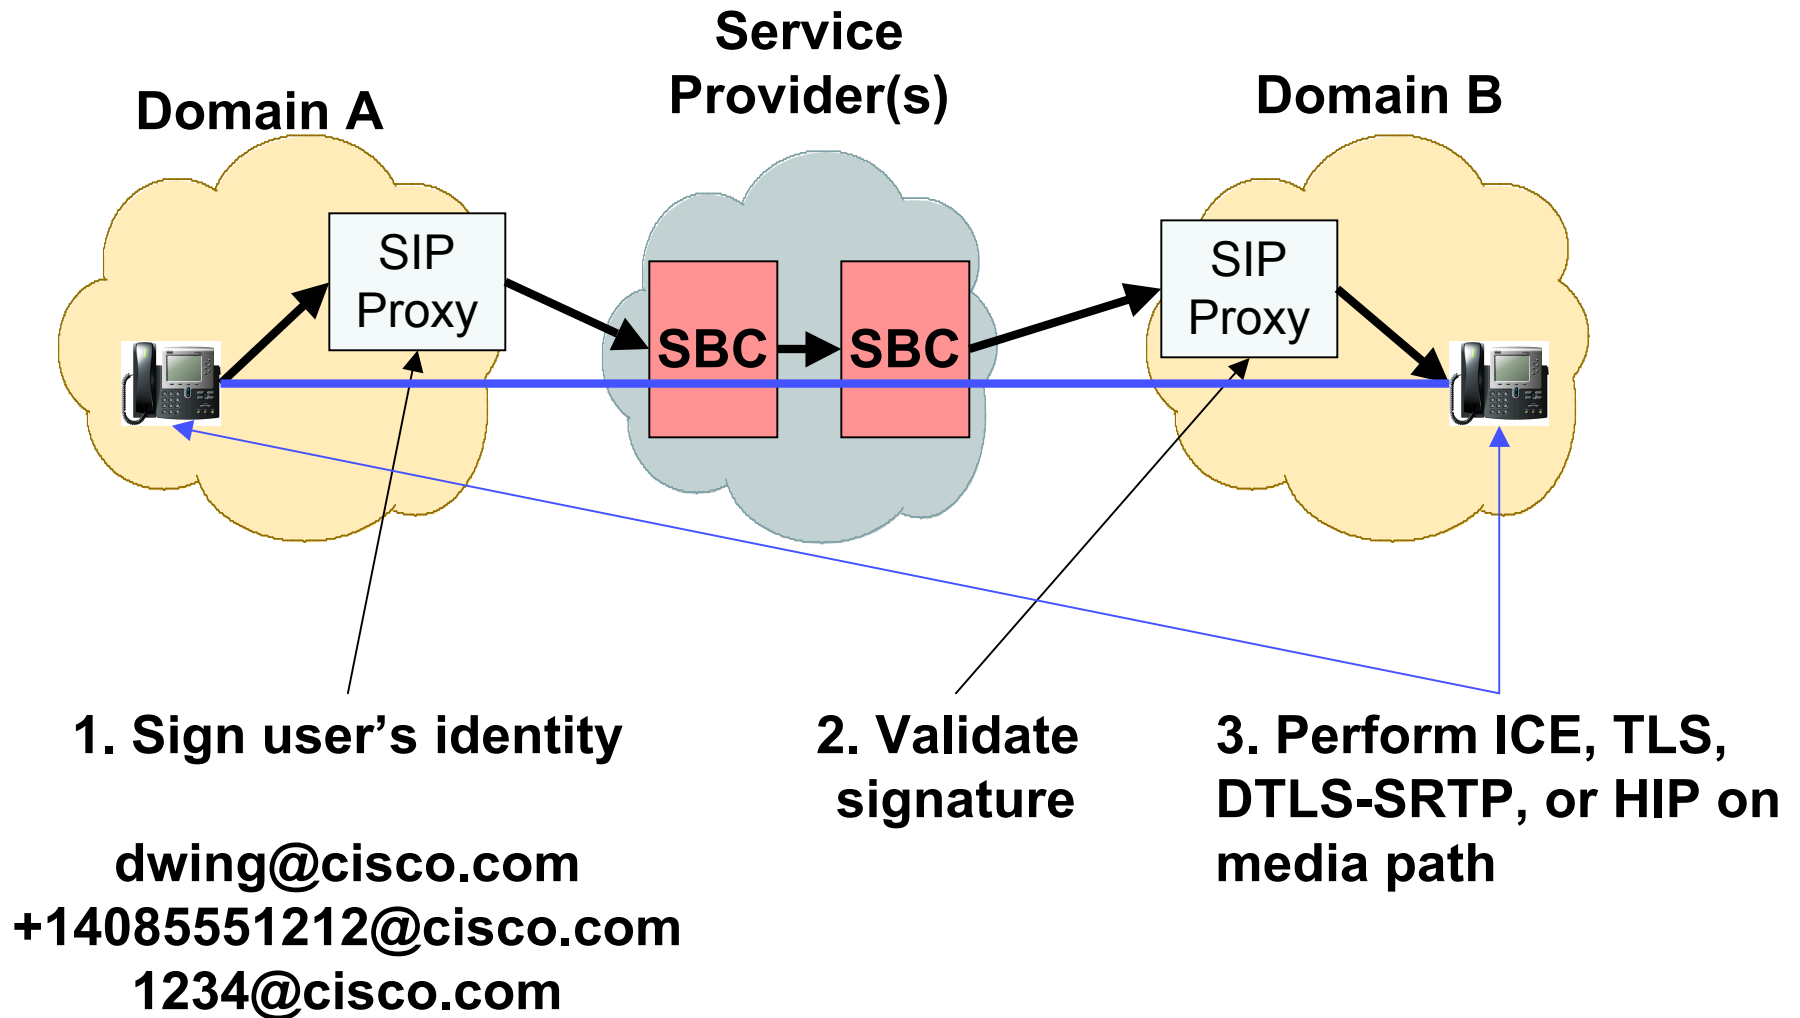 Service
Provider(s)
Domain A
Domain B
SIP
Proxy
SBC
SBC
SIP
Proxy
1. Sign user’s identity
dwing@cisco.com
+14085551212@cisco.com
1234@cisco.com
2. Validate
signature
3. Perform ICE, TLS,
DTLS-SRTP, or HIP on
media path